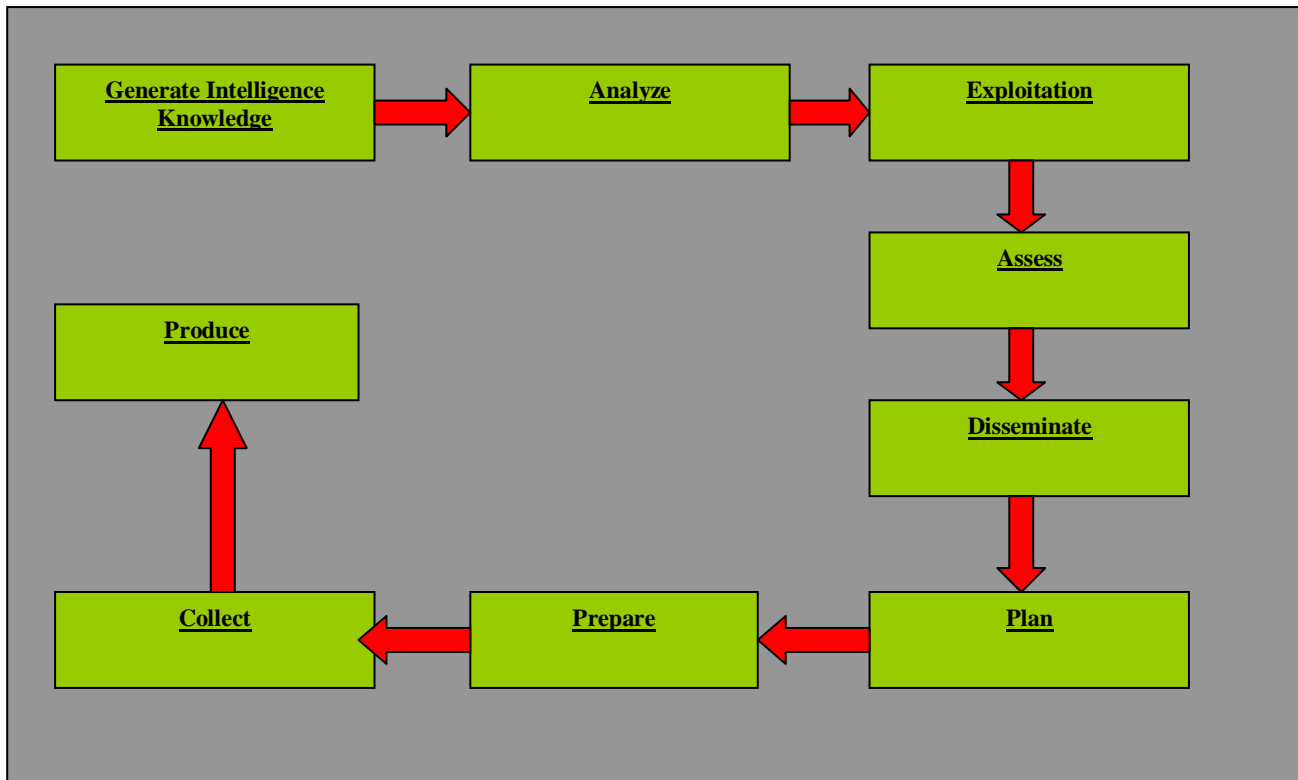 Generate Intelligence
Knowledge
Analyze
Exploitation
Assess
Produce
Disseminate
Collect
Prepare
Plan